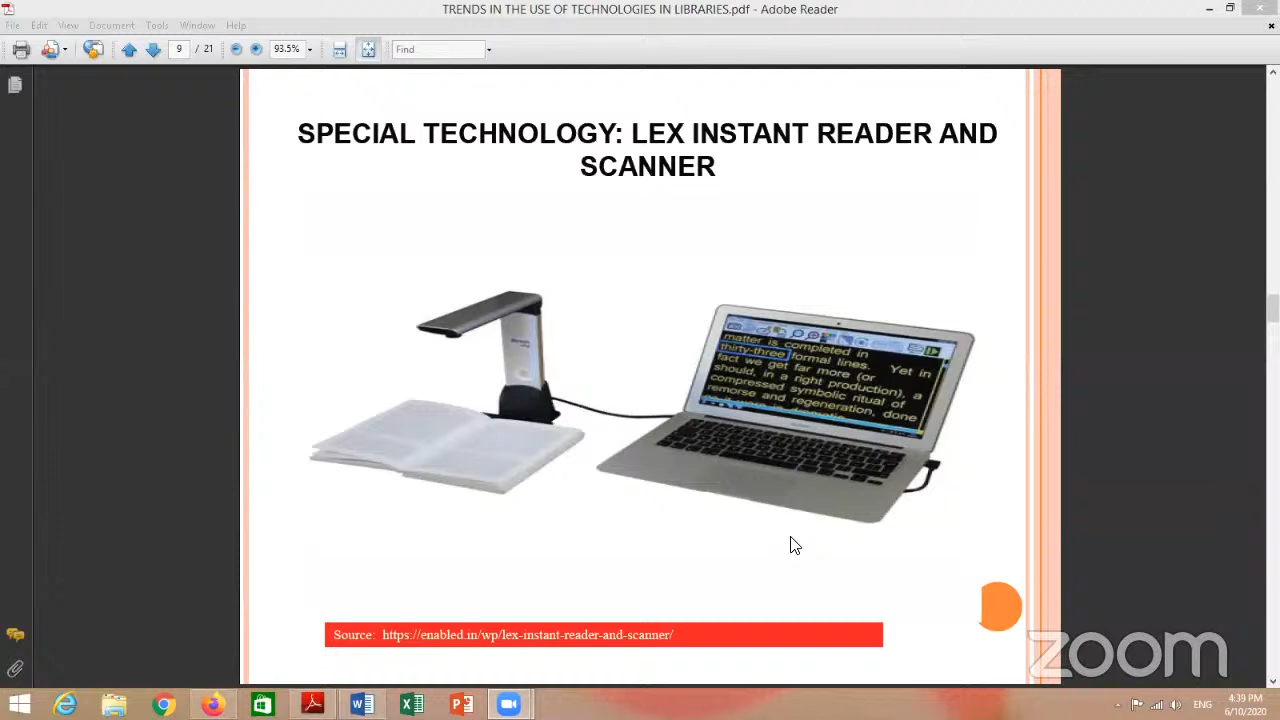 TRENDS IN THE USE OF TECHNOLOGIES IN LIBRARIES.pdf - Adobe Reader
File Edit View Document Tools Window Help
9 / 21 93.5% Find
SPECIAL TECHNOLOGY: LEX INSTANT READER AND
SCANNER
matter is completed in
thirty-three formal lines. Yet in
fact we get far more (or
should, in a right production), a
compressed symbolic ritual of
remorse and regeneration, done
Source: https://enabled.in/wp/lex-instant-reader-and-scanner/
zoom
ENG
4:39 PM
6/10/2020